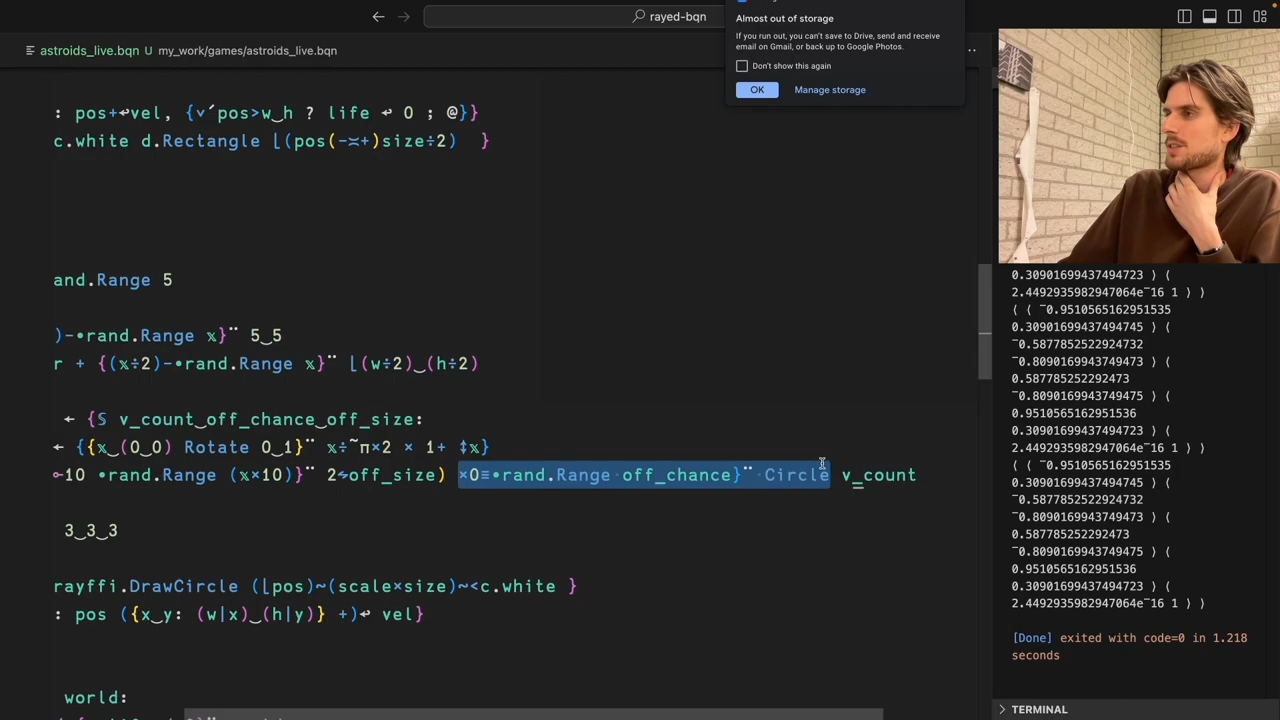 rayed-bqn
Almost out of storage
If you run out, you can't save to Drive, send and receive
email on Gmail, or back up to Google Photos.
Don't show this again
OK
Manage storage
astroids_live.bqn U my_work/games/astroids_live.bqn
: pos+↩vel, {∨´pos>w‿h ? life ↩ 0 ; @}}
c.white d.Rectangle ⌊(pos(-≍+)size÷2) }
and.Range 5
)-•rand.Range 𝕩}¨ 5‿5
r + {(𝕩÷2)-•rand.Range 𝕩}¨ ⌊(w÷2)‿(h÷2)
← {𝕊 v_count‿off_chance‿off_size:
← {{𝕩‿(0‿0) Rotate 0‿1}¨ 𝕩÷˜π×2 × 1+ ↕𝕩}
⟜10 •rand.Range (𝕩×10)}¨ 2⥊off_size) ×0≡•rand.Range off_chance}¨ Circle v_count
3‿3‿3
rayffi.DrawCircle (⌊pos)~(scale×size)~<c.white }
: pos ({x‿y: (w|x)‿(h|y)} +)↩ vel}
world:
0.30901699437494723 ⟩ ⟨
2.4492935982947064e¯16 1 ⟩ ⟩
⟨ ⟨ ¯0.9510565162951535
0.30901699437494745 ⟩ ⟨
¯0.5877852522924732
¯0.8090169943749473 ⟩ ⟨
0.587785252292473
¯0.8090169943749475 ⟩ ⟨
0.9510565162951536
0.30901699437494723 ⟩ ⟨
2.4492935982947064e¯16 1 ⟩ ⟩
⟨ ⟨ ¯0.9510565162951535
0.30901699437494745 ⟩ ⟨
¯0.5877852522924732
¯0.8090169943749473 ⟩ ⟨
0.587785252292473
¯0.8090169943749475 ⟩ ⟨
0.9510565162951536
0.30901699437494723 ⟩ ⟨
2.4492935982947064e¯16 1 ⟩ ⟩
[Done] exited with code=0 in 1.218
seconds
TERMINAL